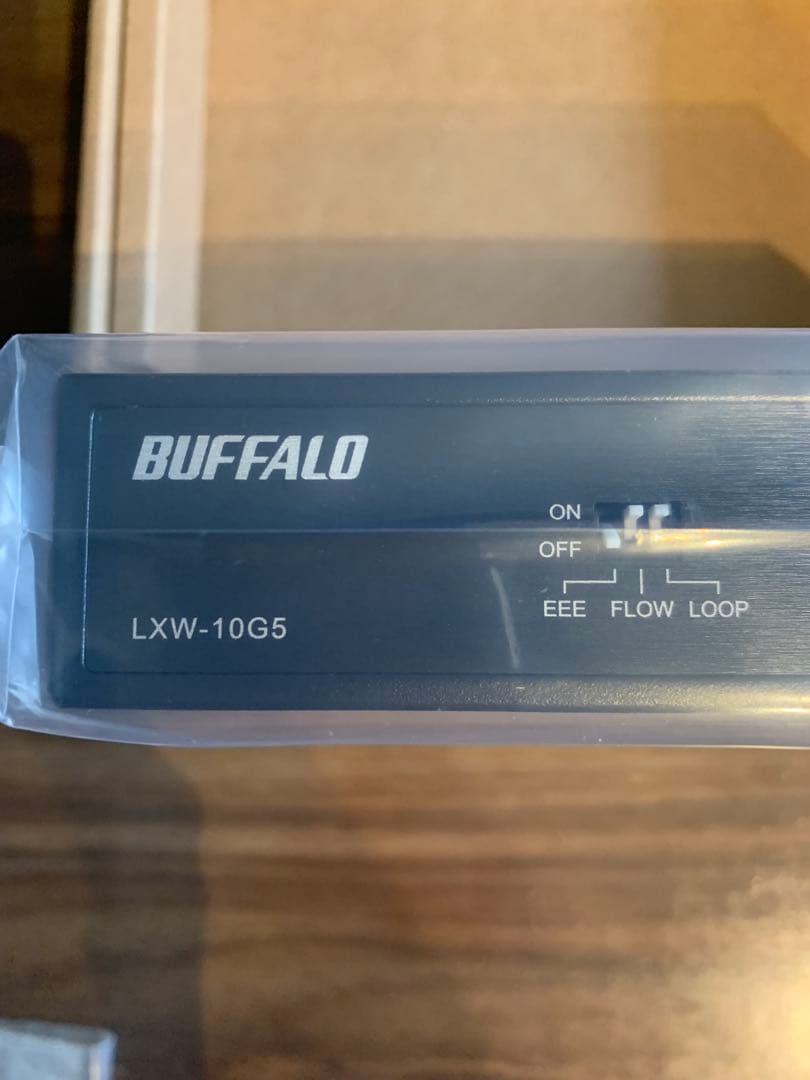 BUFFALO
ON
OFF
EEE FLOW LOOP
LXW-10G5